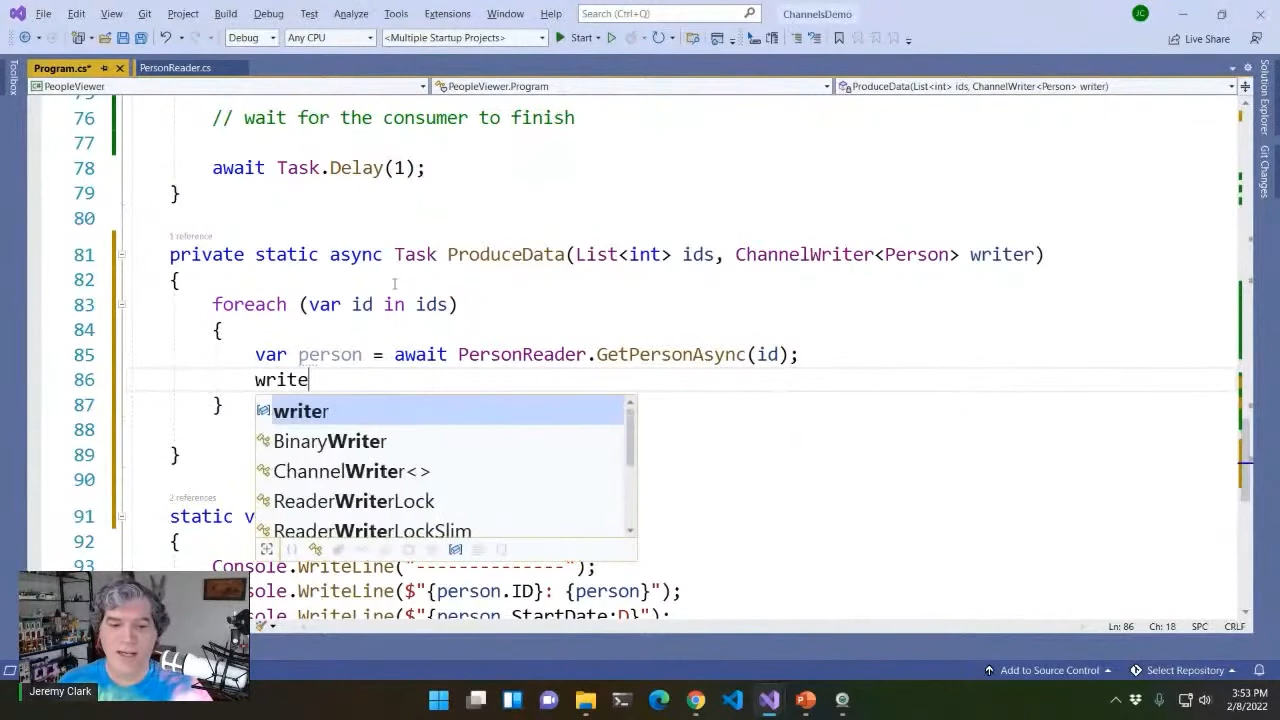 File Edit View Git Project Build Debug Test Analyze Tools Extensions Window Help Search (Ctrl+Q) ChannelsDemo JC
Debug Any CPU <Multiple Startup Projects> Start Live Share
Toolbox
Program.cs* PersonReader.cs
PeopleViewer PeopleViewer.Program ProduceData(List<int> ids, ChannelWriter<Person> writer)
Solution Explorer
Git Changes
76 // wait for the consumer to finish
77
78 await Task.Delay(1);
79 }
80
1 reference
81 private static async Task ProduceData(List<int> ids, ChannelWriter<Person> writer)
82 {
83 foreach (var id in ids)
84 {
85 var person = await PersonReader.GetPersonAsync(id);
86 write
87 }
88
89 }
90
writer
BinaryWriter
ChannelWriter<>
ReaderWriterLock
ReaderWriterLockSlim
2 references
91 static v
92 {
93 Console.WriteLine("--------------");
sole.WriteLine($"{person.ID}: {person}");
sole.WriteLine($"{person.StartDate:D}");
Ln: 86 Ch: 18 SPC CRLF
Add to Source Control Select Repository
Jeremy Clark
3:53 PM
2/8/2022